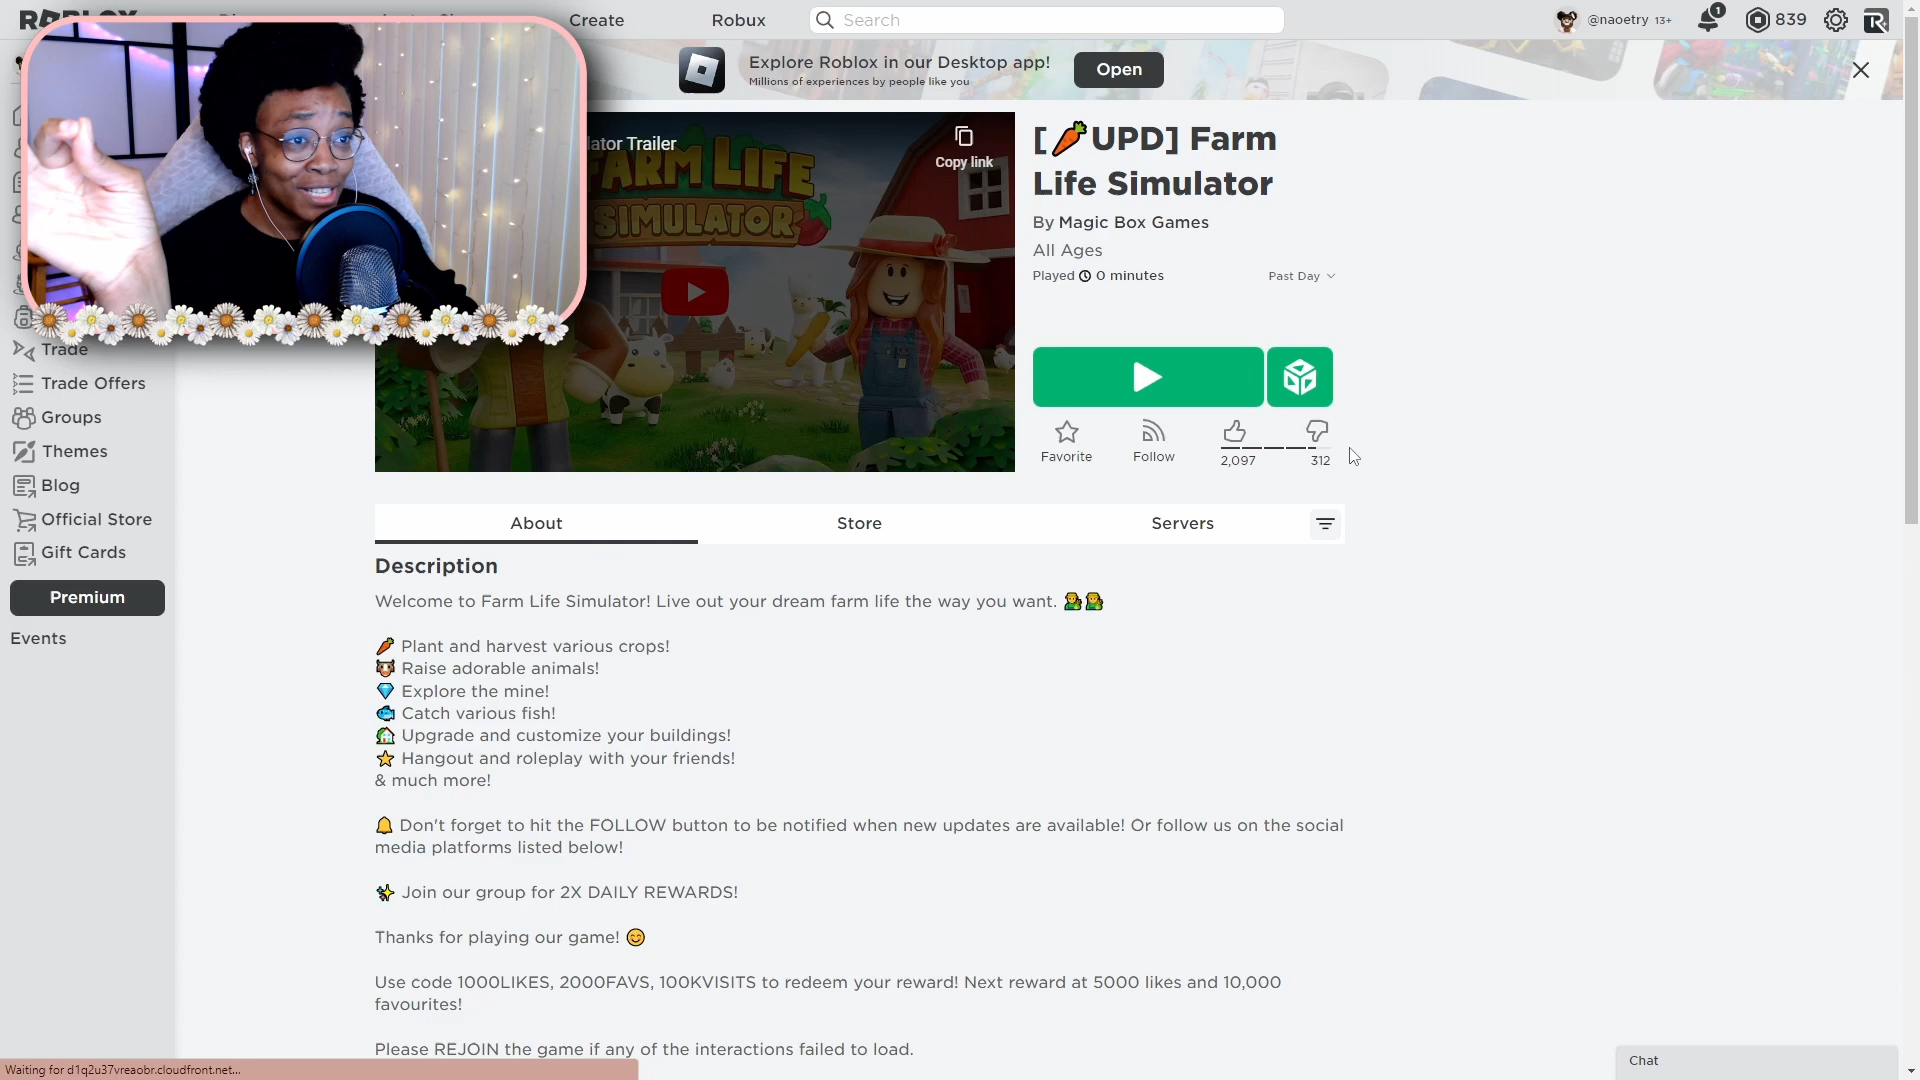 Create
Robux
Search
@naoetry 13+
1
839
Explore Roblox in our Desktop app!
Millions of experiences by people like you
Open
lator Trailer
Copy link
FARM LIFE
SIMULATOR
[🥕UPD] Farm
Life Simulator
By Magic Box Games
All Ages
Played 0 minutes
Past Day
Favorite
Follow
2,097
312
Trade
Trade Offers
Groups
Themes
Blog
Official Store
Gift Cards
Premium
Events
About
Store
Servers
Description
Welcome to Farm Life Simulator! Live out your dream farm life the way you want. 🧑‍🌾🧑‍🌾
🥕 Plant and harvest various crops!
🐮 Raise adorable animals!
💎 Explore the mine!
🐟 Catch various fish!
🏡 Upgrade and customize your buildings!
⭐ Hangout and roleplay with your friends!
& much more!
🔔 Don't forget to hit the FOLLOW button to be notified when new updates are available! Or follow us on the social
media platforms listed below!
✨ Join our group for 2X DAILY REWARDS!
Thanks for playing our game! 😊
Use code 1000LIKES, 2000FAVS, 100KVISITS to redeem your reward! Next reward at 5000 likes and 10,000
favourites!
Please REJOIN the game if any of the interactions failed to load.
Waiting for d1q2u37vreaobr.cloudfront.net...
Chat